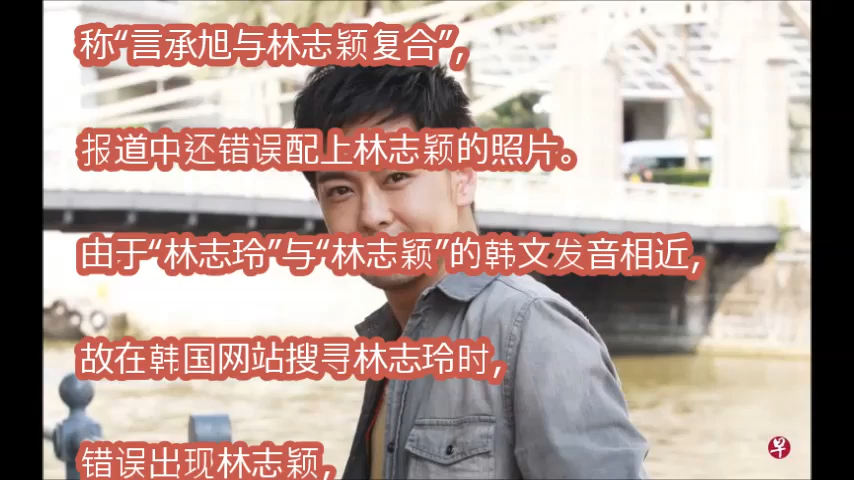 称“言承旭与林志颖复合”,
报道中还错误配上林志颖的照片。
由于“林志玲”与“林志颖”的韩文发音相近,
故在韩国网站搜寻林志玲时,
错误出现林志颖,
早